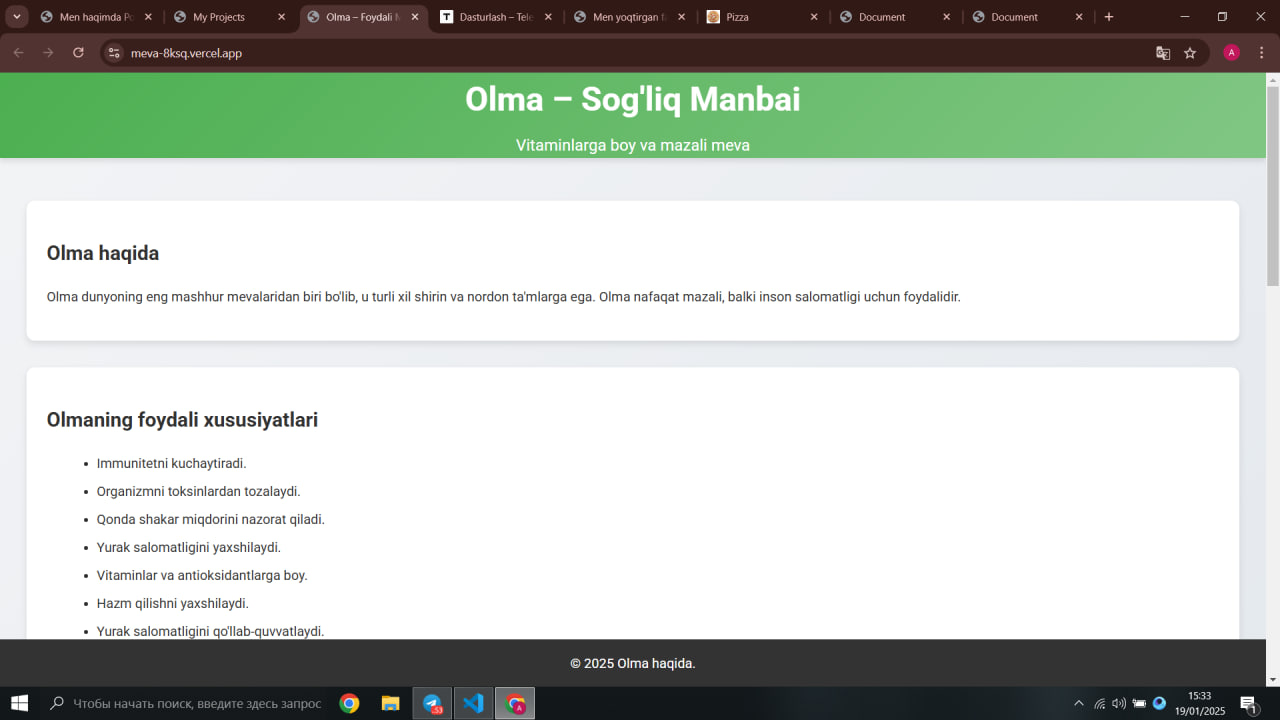 Men haqimda Po
My Projects
Olma – Foydali M
T
Dasturlash – Tele
Men yoqtirgan fa
Pizza
Document
Document
meva-8ksq.vercel.app
A
Olma – Sog'liq Manbai
Vitaminlarga boy va mazali meva
Olma haqida
Olma dunyoning eng mashhur mevalaridan biri bo'lib, u turli xil shirin va nordon ta'mlarga ega. Olma nafaqat mazali, balki inson salomatligi uchun foydalidir.
Olmaning foydali xususiyatlari
• Immunitetni kuchaytiradi.
• Organizmni toksinlardan tozalaydi.
• Qonda shakar miqdorini nazorat qiladi.
• Yurak salomatligini yaxshilaydi.
• Vitaminlar va antioksidantlarga boy.
• Hazm qilishni yaxshilaydi.
• Yurak salomatligini qo'llab-quvvatlaydi.
© 2025 Olma haqida.
Чтобы начать поиск, введите здесь запрос
53
A
15:33
19/01/2025
1